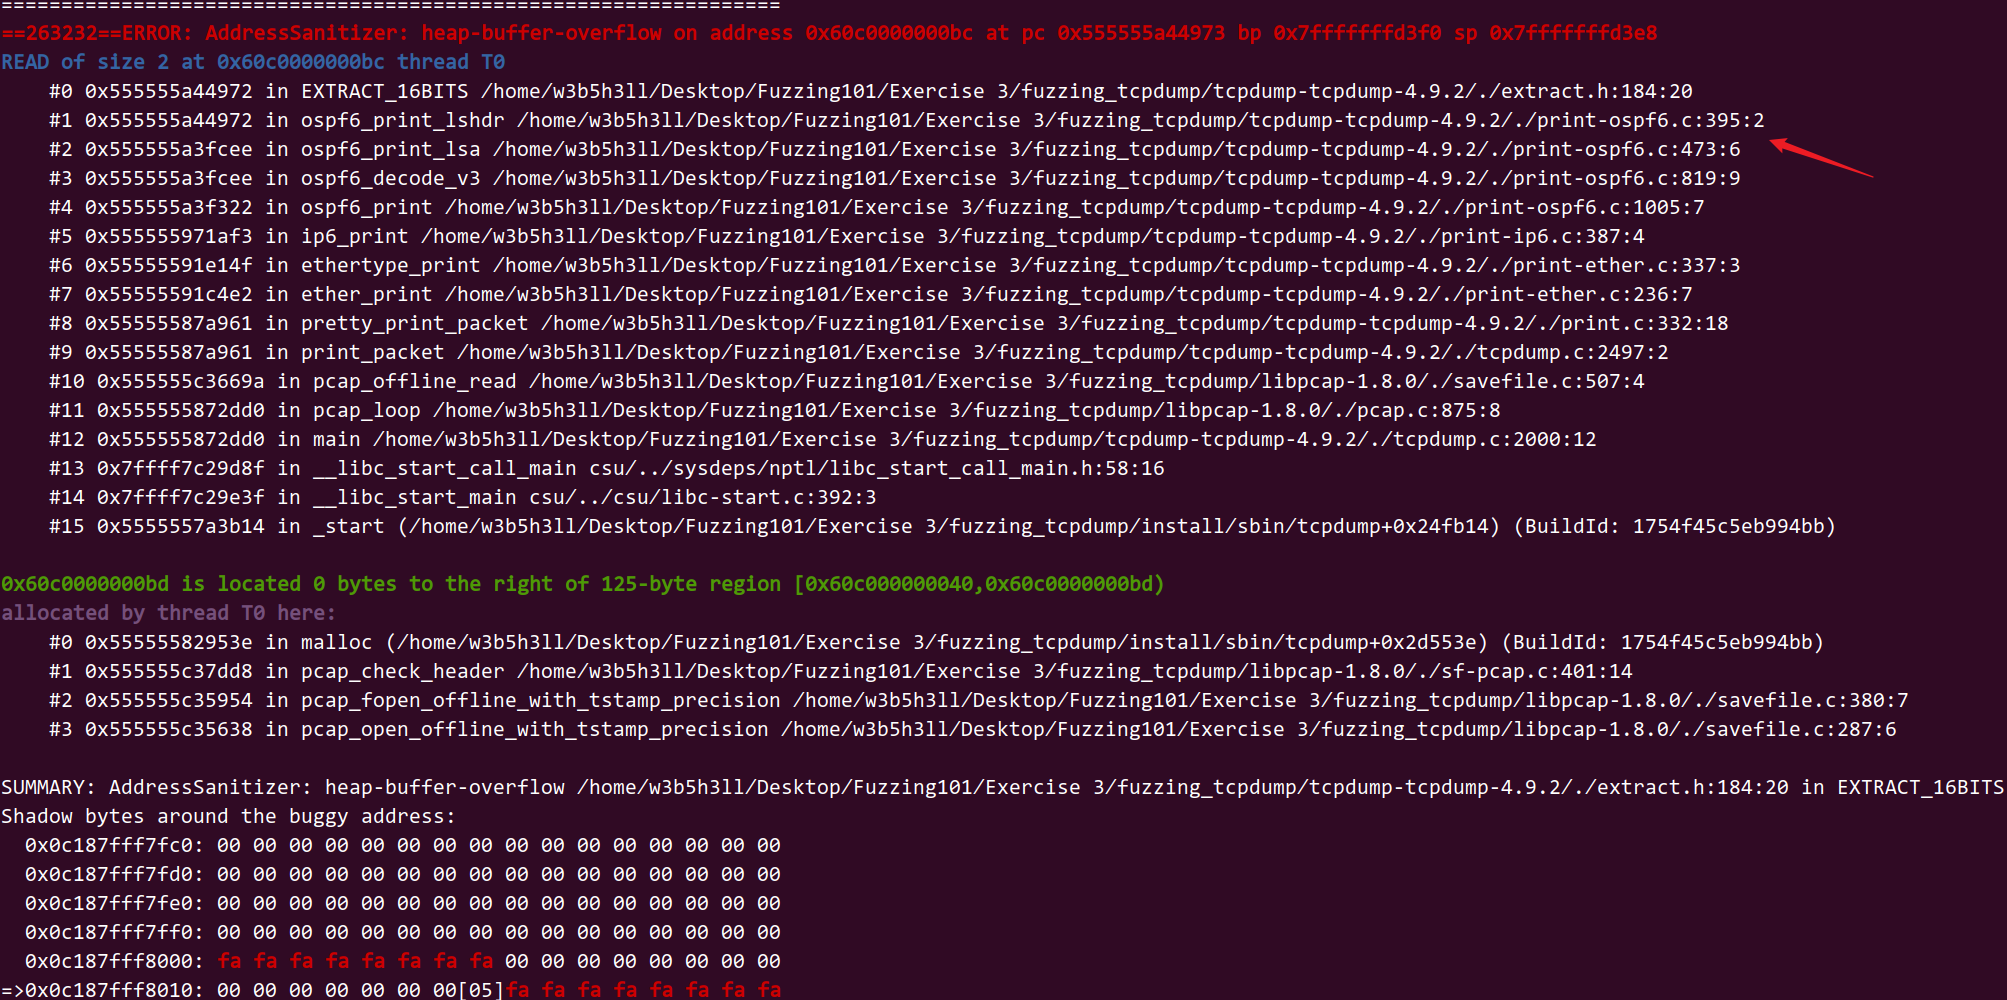 =================================================================
==263232==ERROR: AddressSanitizer: heap-buffer-overflow on address 0x60c0000000bc at pc 0x555555a44973 bp 0x7fffffffd3f0 sp 0x7fffffffd3e8
READ of size 2 at 0x60c0000000bc thread T0
    #0 0x555555a44972 in EXTRACT_16BITS /home/w3b5h3ll/Desktop/Fuzzing101/Exercise 3/fuzzing_tcpdump/tcpdump-tcpdump-4.9.2/./extract.h:184:20
    #1 0x555555a44972 in ospf6_print_lshdr /home/w3b5h3ll/Desktop/Fuzzing101/Exercise 3/fuzzing_tcpdump/tcpdump-tcpdump-4.9.2/./print-ospf6.c:395:2
    #2 0x555555a3fcee in ospf6_print_lsa /home/w3b5h3ll/Desktop/Fuzzing101/Exercise 3/fuzzing_tcpdump/tcpdump-tcpdump-4.9.2/./print-ospf6.c:473:6
    #3 0x555555a3fcee in ospf6_decode_v3 /home/w3b5h3ll/Desktop/Fuzzing101/Exercise 3/fuzzing_tcpdump/tcpdump-tcpdump-4.9.2/./print-ospf6.c:819:9
    #4 0x555555a3f322 in ospf6_print /home/w3b5h3ll/Desktop/Fuzzing101/Exercise 3/fuzzing_tcpdump/tcpdump-tcpdump-4.9.2/./print-ospf6.c:1005:7
    #5 0x555555971af3 in ip6_print /home/w3b5h3ll/Desktop/Fuzzing101/Exercise 3/fuzzing_tcpdump/tcpdump-tcpdump-4.9.2/./print-ip6.c:387:4
    #6 0x55555591e14f in ethertype_print /home/w3b5h3ll/Desktop/Fuzzing101/Exercise 3/fuzzing_tcpdump/tcpdump-tcpdump-4.9.2/./print-ether.c:337:3
    #7 0x55555591c4e2 in ether_print /home/w3b5h3ll/Desktop/Fuzzing101/Exercise 3/fuzzing_tcpdump/tcpdump-tcpdump-4.9.2/./print-ether.c:236:7
    #8 0x55555587a961 in pretty_print_packet /home/w3b5h3ll/Desktop/Fuzzing101/Exercise 3/fuzzing_tcpdump/tcpdump-tcpdump-4.9.2/./print.c:332:18
    #9 0x55555587a961 in print_packet /home/w3b5h3ll/Desktop/Fuzzing101/Exercise 3/fuzzing_tcpdump/tcpdump-tcpdump-4.9.2/./tcpdump.c:2497:2
    #10 0x555555c3669a in pcap_offline_read /home/w3b5h3ll/Desktop/Fuzzing101/Exercise 3/fuzzing_tcpdump/libpcap-1.8.0/./savefile.c:507:4
    #11 0x555555872dd0 in pcap_loop /home/w3b5h3ll/Desktop/Fuzzing101/Exercise 3/fuzzing_tcpdump/libpcap-1.8.0/./pcap.c:875:8
    #12 0x555555872dd0 in main /home/w3b5h3ll/Desktop/Fuzzing101/Exercise 3/fuzzing_tcpdump/tcpdump-tcpdump-4.9.2/./tcpdump.c:2000:12
    #13 0x7ffff7c29d8f in __libc_start_call_main csu/../sysdeps/nptl/libc_start_call_main.h:58:16
    #14 0x7ffff7c29e3f in __libc_start_main csu/../csu/libc-start.c:392:3
    #15 0x5555557a3b14 in _start (/home/w3b5h3ll/Desktop/Fuzzing101/Exercise 3/fuzzing_tcpdump/install/sbin/tcpdump+0x24fb14) (BuildId: 1754f45c5eb994bb)

0x60c0000000bd is located 0 bytes to the right of 125-byte region [0x60c000000040,0x60c0000000bd)
allocated by thread T0 here:
    #0 0x55555582953e in malloc (/home/w3b5h3ll/Desktop/Fuzzing101/Exercise 3/fuzzing_tcpdump/install/sbin/tcpdump+0x2d553e) (BuildId: 1754f45c5eb994bb)
    #1 0x555555c37dd8 in pcap_check_header /home/w3b5h3ll/Desktop/Fuzzing101/Exercise 3/fuzzing_tcpdump/libpcap-1.8.0/./sf-pcap.c:401:14
    #2 0x555555c35954 in pcap_fopen_offline_with_tstamp_precision /home/w3b5h3ll/Desktop/Fuzzing101/Exercise 3/fuzzing_tcpdump/libpcap-1.8.0/./savefile.c:380:7
    #3 0x555555c35638 in pcap_open_offline_with_tstamp_precision /home/w3b5h3ll/Desktop/Fuzzing101/Exercise 3/fuzzing_tcpdump/libpcap-1.8.0/./savefile.c:287:6

SUMMARY: AddressSanitizer: heap-buffer-overflow /home/w3b5h3ll/Desktop/Fuzzing101/Exercise 3/fuzzing_tcpdump/tcpdump-tcpdump-4.9.2/./extract.h:184:20 in EXTRACT_16BITS
Shadow bytes around the buggy address:
  0x0c187fff7fc0: 00 00 00 00 00 00 00 00 00 00 00 00 00 00 00 00
  0x0c187fff7fd0: 00 00 00 00 00 00 00 00 00 00 00 00 00 00 00 00
  0x0c187fff7fe0: 00 00 00 00 00 00 00 00 00 00 00 00 00 00 00 00
  0x0c187fff7ff0: 00 00 00 00 00 00 00 00 00 00 00 00 00 00 00 00
  0x0c187fff8000: fa fa fa fa fa fa fa fa 00 00 00 00 00 00 00 00
=>0x0c187fff8010: 00 00 00 00 00 00 00[05]fa fa fa fa fa fa fa fa